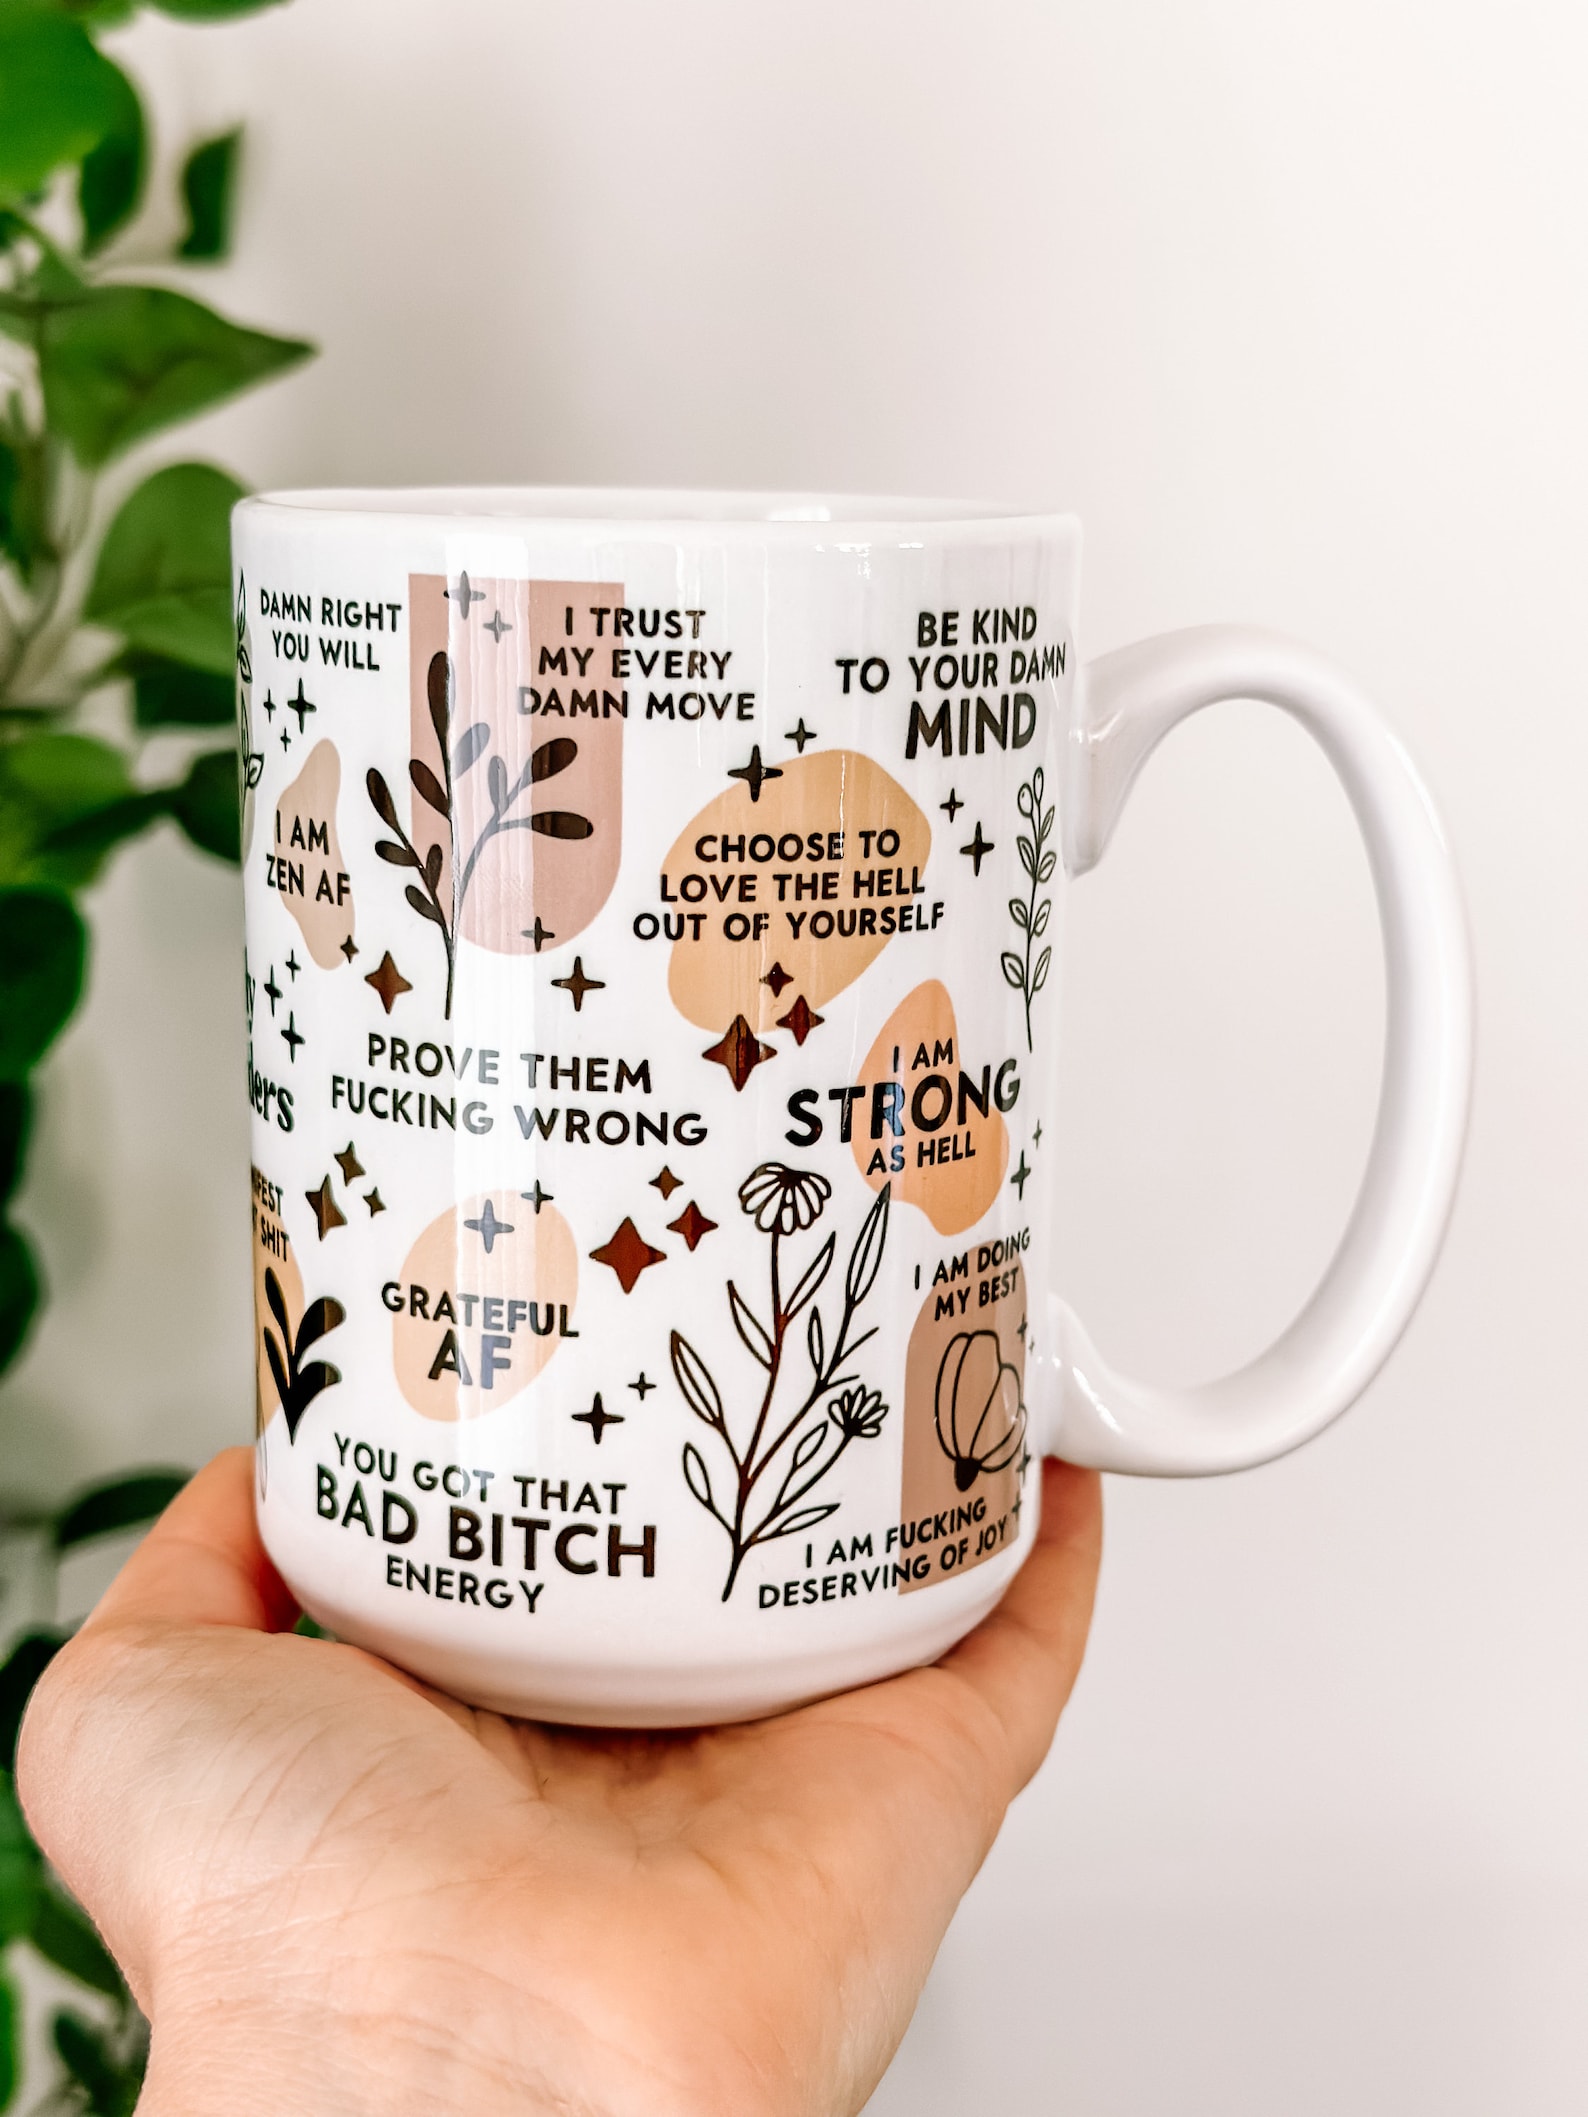 DAMN RIGHT
YOU WILL
I TRUST
MY EVERY
DAMN MOVE
BE KIND
TO YOUR DAMN
MIND
I AM
ZEN AF
CHOOSE TO
LOVE THE HELL
OUT OF YOURSELF
PROVE THEM
FUCKING WRONG
I AM
STRONG
AS HELL
SHIT
GRATEFUL
AF
I AM DOING
MY BEST
YOU GOT THAT
BAD BITCH
ENERGY
I AM FUCKING
DESERVING OF JOY